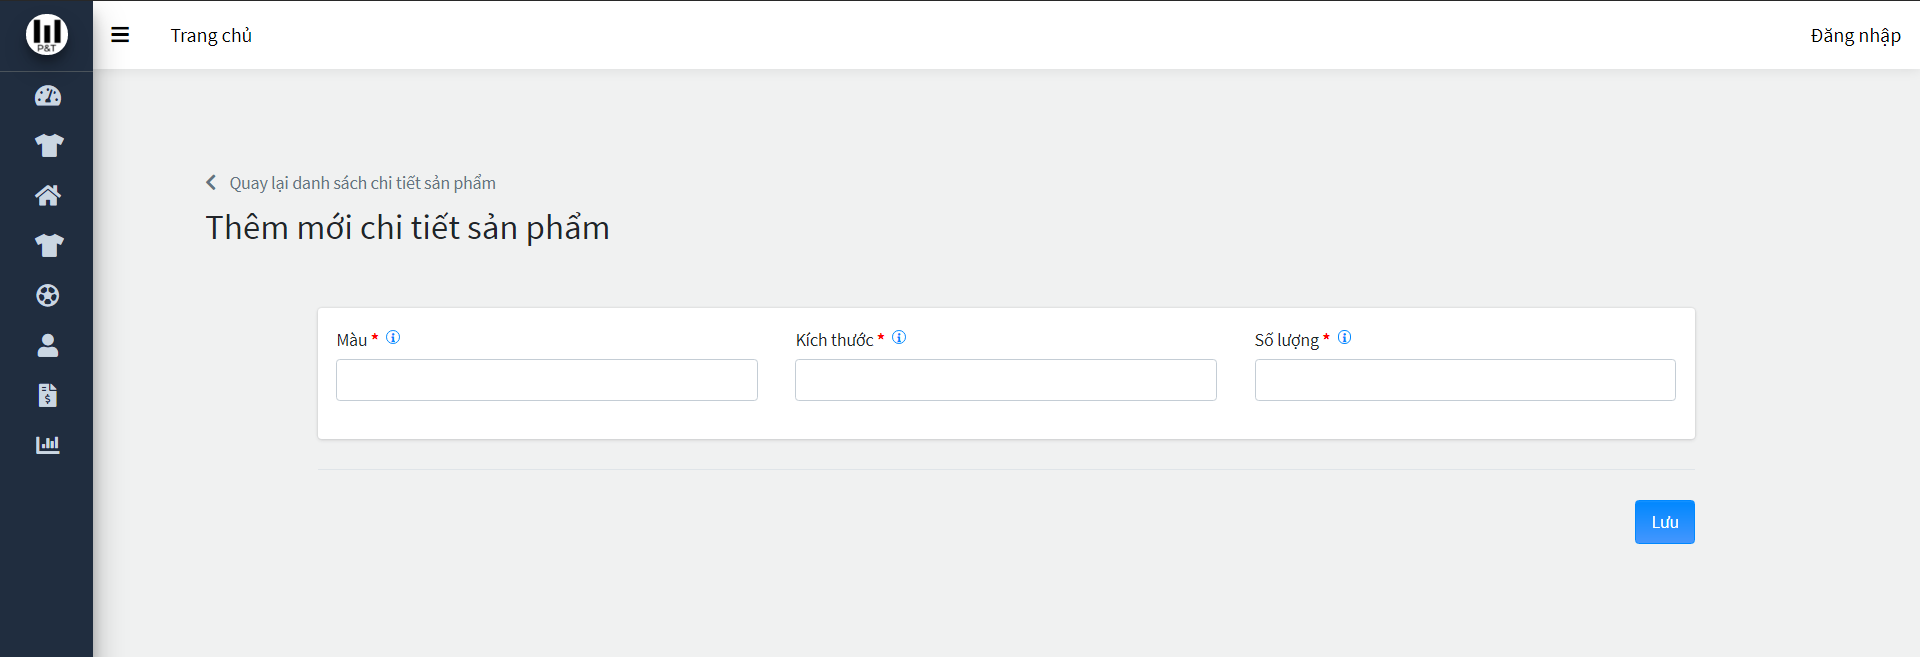 P&T
Trang chủ
Đăng nhập
Quay lại danh sách chi tiết sản phẩm
Thêm mới chi tiết sản phẩm
Màu *
Kích thước *
Số lượng *
Lưu